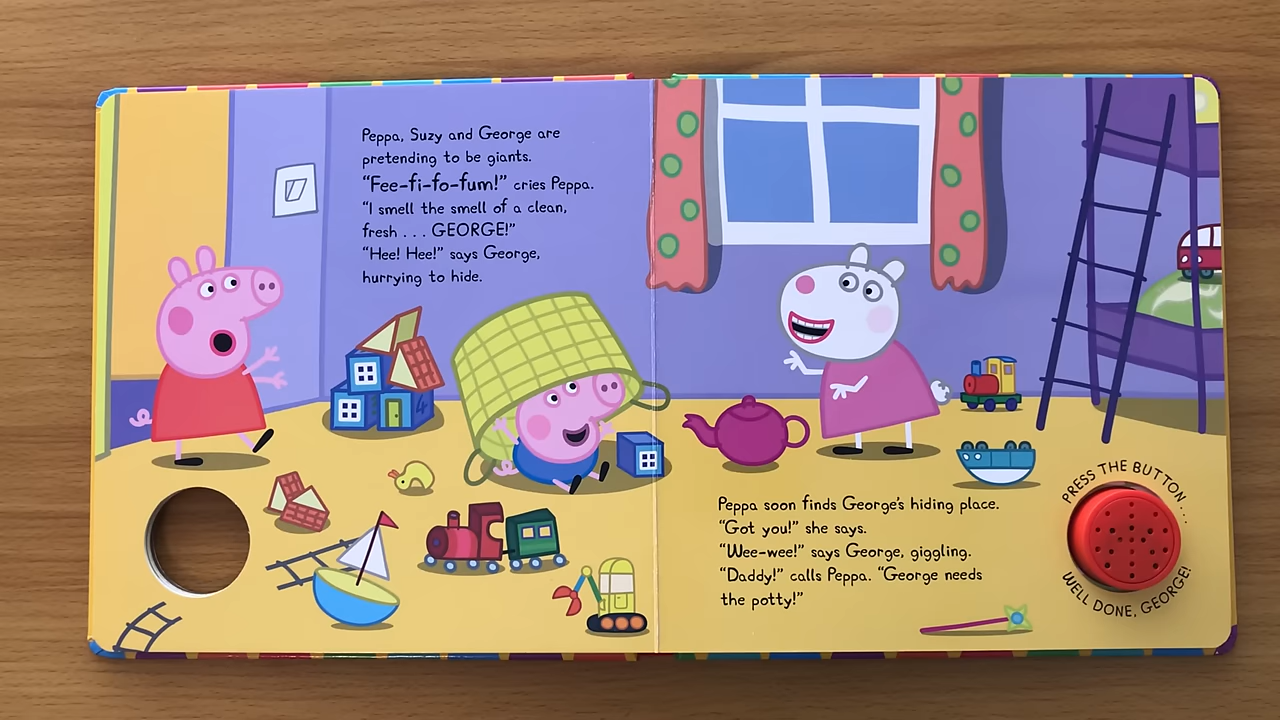 Peppa, Suzy and George are
pretending to be giants.
“Fee-fi-fo-fum!” cries Peppa.
“I smell the smell of a clean,
fresh . . . GEORGE!”
“Hee! Hee!” says George,
hurrying to hide.
4
Peppa soon finds George’s hiding place.
“Got you!” she says.
“Wee-wee!” says George, giggling.
“Daddy!” calls Peppa. “George needs
the potty!”
PRESS THE BUTTON . . .
WELL DONE, GEORGE!